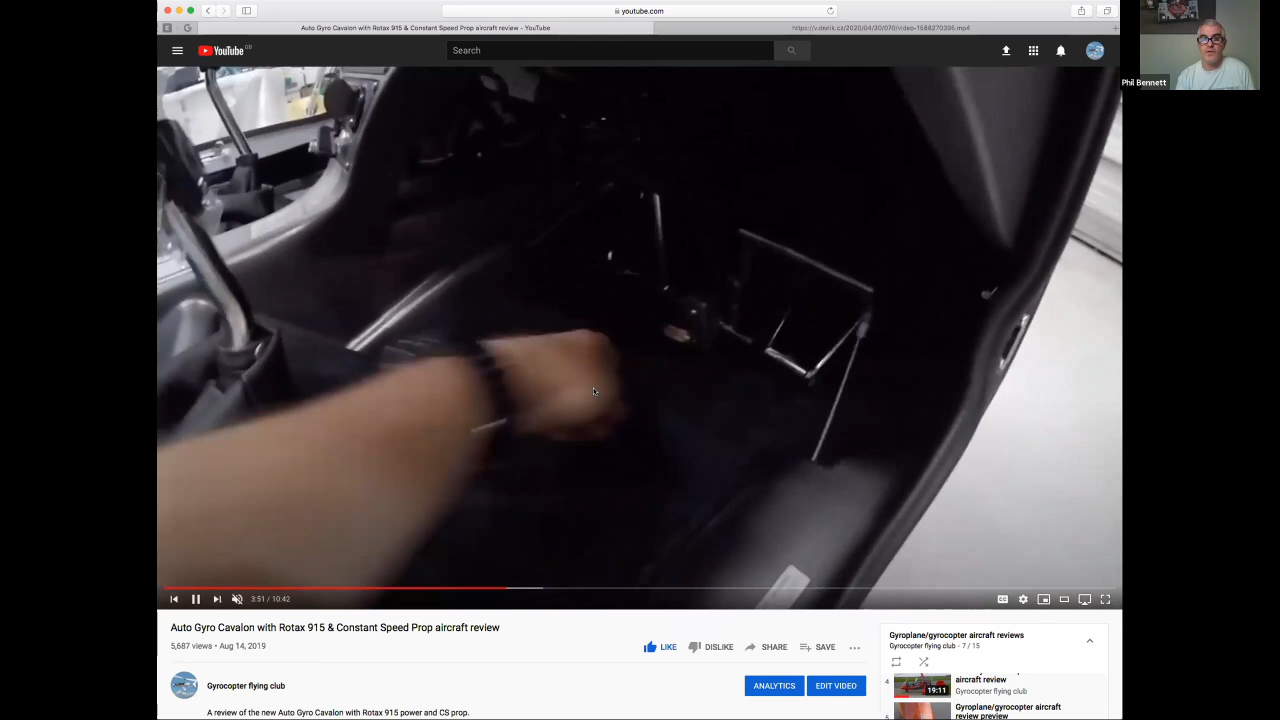 youtube.com
Auto Gyro Cavalon with Rotax 915 & Constant Speed Prop aircraft review - YouTube
YouTube GB
Search
Phil Bennett
3:51 / 10:42
CC
Auto Gyro Cavalon with Rotax 915 & Constant Speed Prop aircraft review
5,687 views • Aug 14, 2019
LIKE DISLIKE SHARE SAVE
Gyrocopter flying club
ANALYTICS EDIT VIDEO
A review of the new Auto Gyro Cavalon with Rotax 915 power and CS prop.
Gyroplane/gyrocopter aircraft reviews
Gyrocopter flying club - 7 / 15
4
19:11
aircraft review
Gyrocopter flying club
Gyroplane/gyrocopter aircraft
review preview